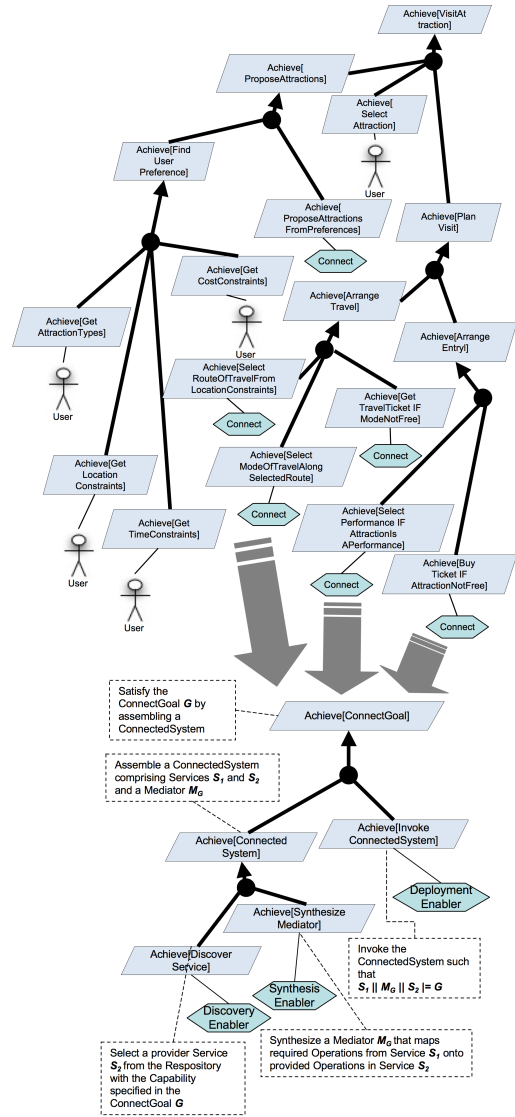 Achieve[VisitAt
traction]
Achieve[
ProposeAttractions]
Achieve[
Select
Attraction]
User
Achieve[Find
User
Preference]
Achieve[
ProposeAttractions
FromPreferences]
Connect
Achieve[Plan
Visit]
Achieve[Get
CostConstraints]
User
Achieve[Arrange
Travel]
Achieve[Get
AttractionTypes]
User
Achieve[Arrange
Entryl]
Achieve[Select
RouteOfTravelFrom
LocationConstraints]
Connect
Achieve[Get
TravelTicket IF
ModeNotFree]
Connect
Achieve[Get
Location
Constraints]
User
Achieve[Select
ModeOfTravelAlong
SelectedRoute]
Connect
Achieve[Get
TimeConstraints]
User
Achieve[Select
Performance IF
AttractionIs
APerformance]
Connect
Achieve[Buy
Ticket IF
AttractionNotFree]
Connect
Satisfy the
ConnectGoal G by
assembling a
ConnectedSystem
Achieve[ConnectGoal]
Assemble a ConnectedSystem
comprising Services S1 and S2
and a Mediator MG
Achieve[Connected
System]
Achieve[Invoke
ConnectedSystem]
Deployment
Enabler
Achieve[Synthesize
Mediator]
Achieve[Discover
Service]
Invoke the
ConnectedSystem such
that
S1 || MG || S2 |= G
Synthesis
Enabler
Discovery
Enabler
Select a provider Service
S2 from the Respository
with the Capability
specified in the
ConnectGoal G
Synthesize a Mediator MG that maps
required Operations from Service S1 onto
provided Operations in Service S2